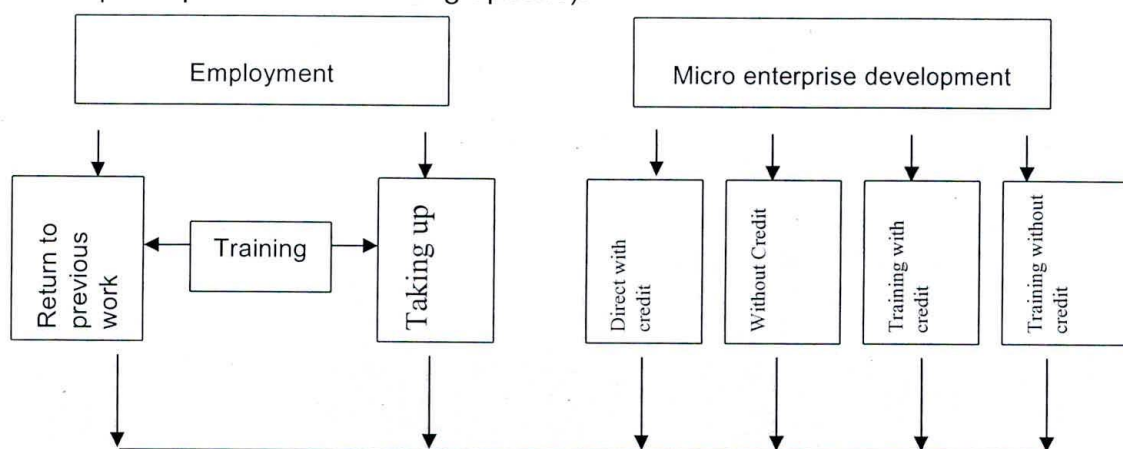 Employment
Micro enterprise development
Return to
previous
work
Training
Taking up
Direct with
credit
Without Credit
Training with
credit
Training without
credit